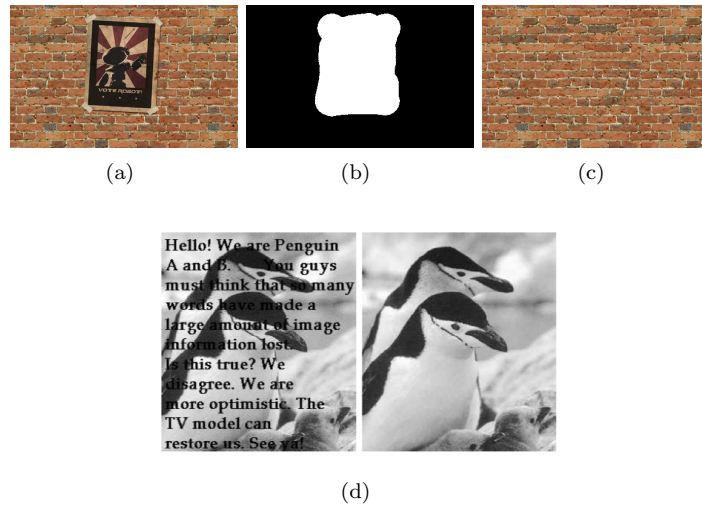 (a)
(b)
(c)
Hello! We are Penguin
A and B. You guys
must think that so many
words have made a
large amount of image
information lost.
Is this true? We
disagree. We are
more optimistic. The
TV model can
restore us. See ya!
(d)